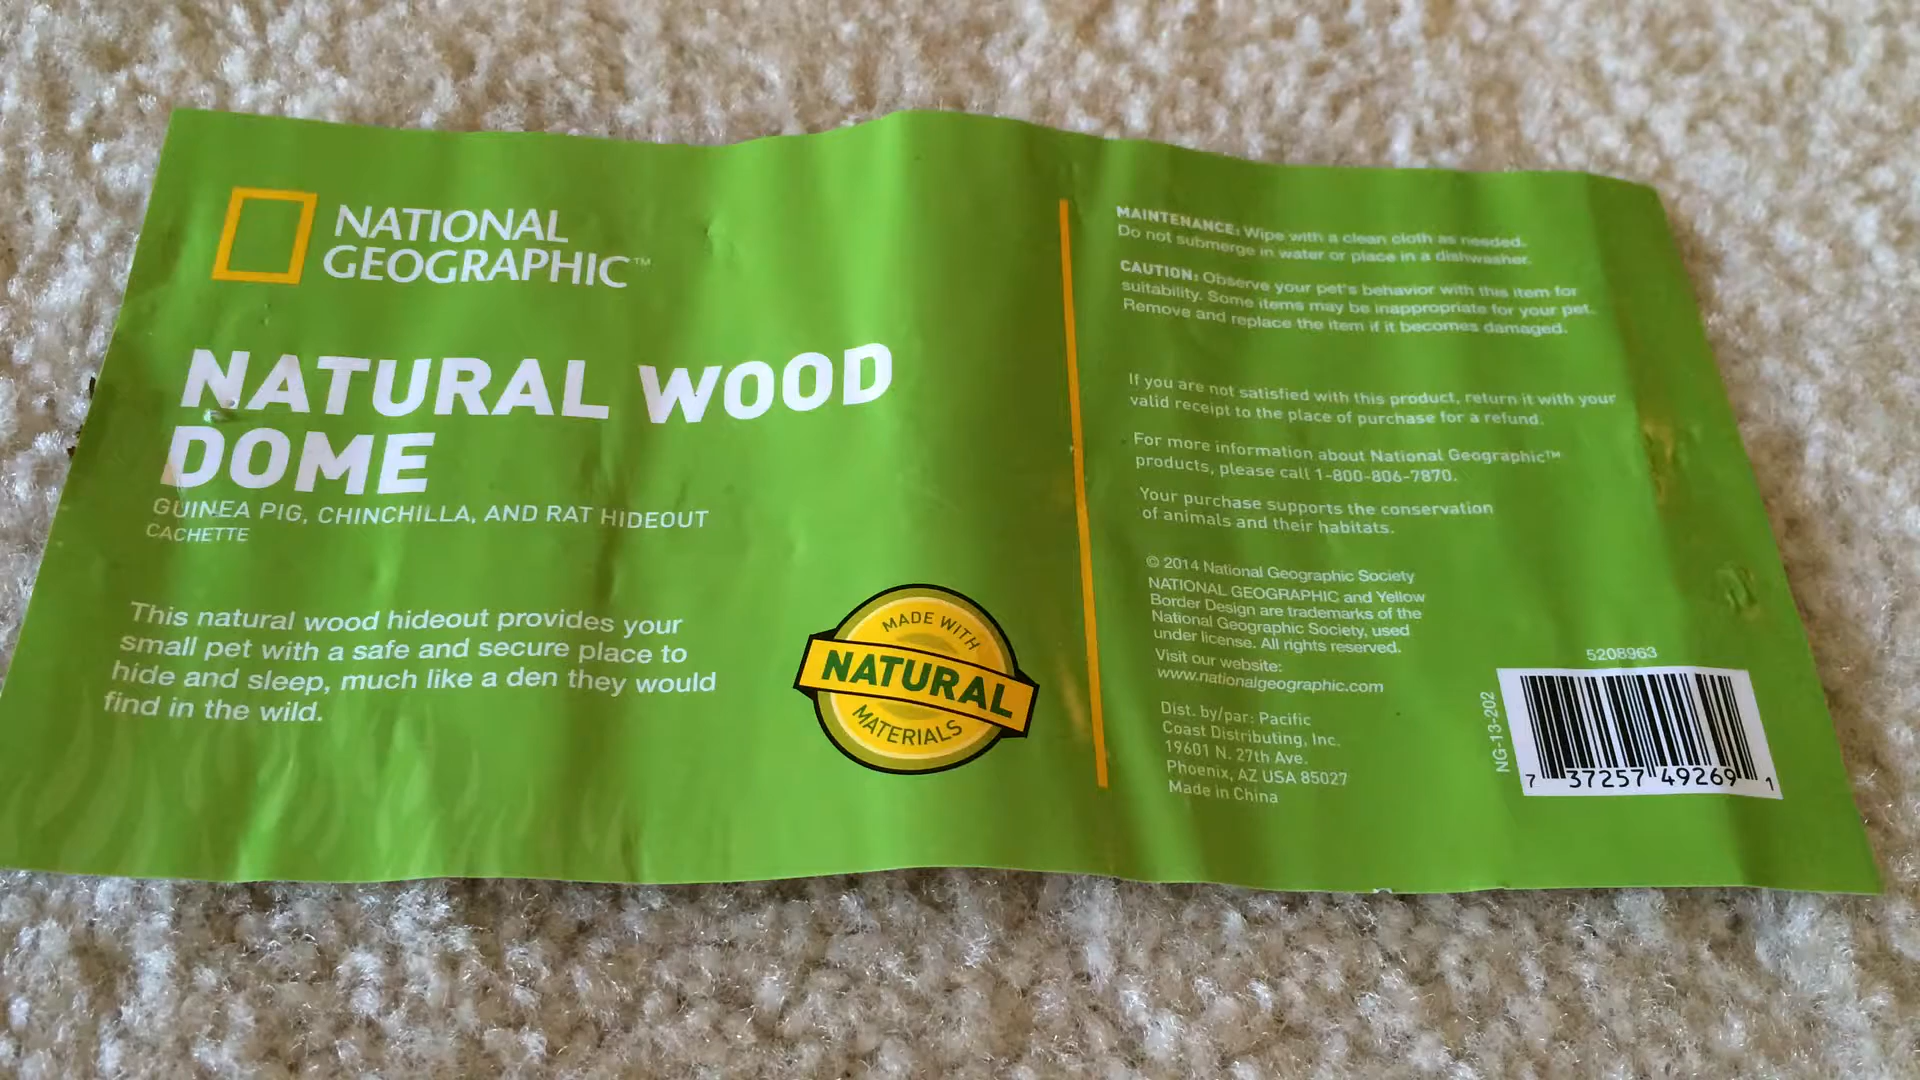 NATIONAL
GEOGRAPHIC™
NATURAL WOOD
DOME
GUINEA PIG, CHINCHILLA, AND RAT HIDEOUT
CACHETTE
This natural wood hideout provides your
small pet with a safe and secure place to
hide and sleep, much like a den they would
find in the wild.
MADE WITH
NATURAL
MATERIALS
MAINTENANCE: Wipe with a clean cloth as needed.
Do not submerge in water or place in a dishwasher.
CAUTION: Observe your pet's behavior with this item for
suitability. Some items may be inappropriate for your pet.
Remove and replace the item if it becomes damaged.
If you are not satisfied with this product, return it with your
valid receipt to the place of purchase for a refund.
For more information about National Geographic™
products, please call 1-800-806-7870.
Your purchase supports the conservation
of animals and their habitats.
© 2014 National Geographic Society
NATIONAL GEOGRAPHIC and Yellow
Border Design are trademarks of the
National Geographic Society, used
under license. All rights reserved.
Visit our website:
www.nationalgeographic.com
Dist. by/par: Pacific
Coast Distributing, Inc.
19601 N. 27th Ave.
Phoenix, AZ USA 85027
Made in China
NG-13-202
5208963
7 37257 49269 1